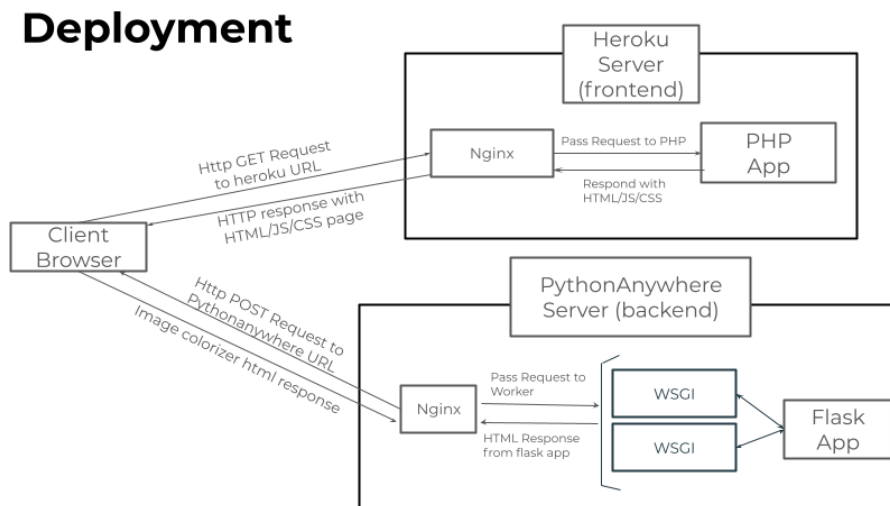 Deployment
Heroku
Server
(frontend)
Nginx
Pass Request to PHP
PHP
App
Respond with
HTML/JS/CSS
Http GET Request
to heroku URL
HTTP response with
HTML/JS/CSS page
Client
Browser
PythonAnywhere
Server (backend)
Http POST Request to
Pythonanywhere URL
Image colorizer html response
Nginx
Pass Request to
Worker
HTML Response
from flask app
WSGI
WSGI
Flask
App